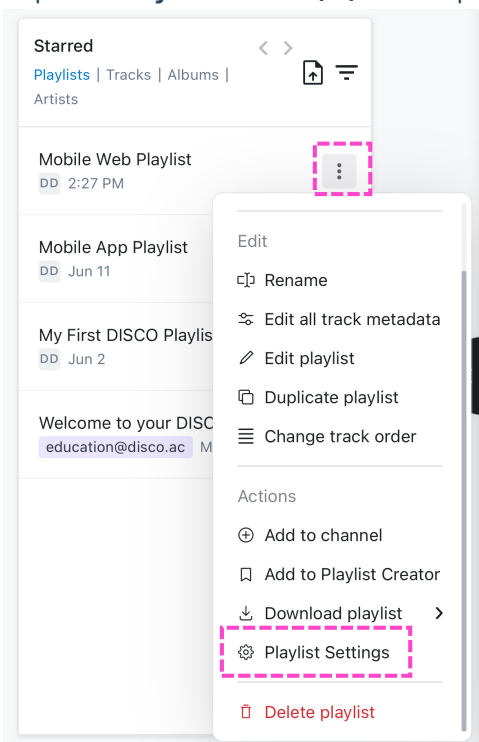 Starred
Playlists | Tracks | Albums |
Artists
Mobile Web Playlist
DD 2:27 PM
Mobile App Playlist
DD Jun 11
My First DISCO Playlis
DD Jun 2
Welcome to your DISC
education@disco.ac M
Edit
Rename
Edit all track metadata
Edit playlist
Duplicate playlist
Change track order
Actions
Add to channel
Add to Playlist Creator
Download playlist
Playlist Settings
Delete playlist